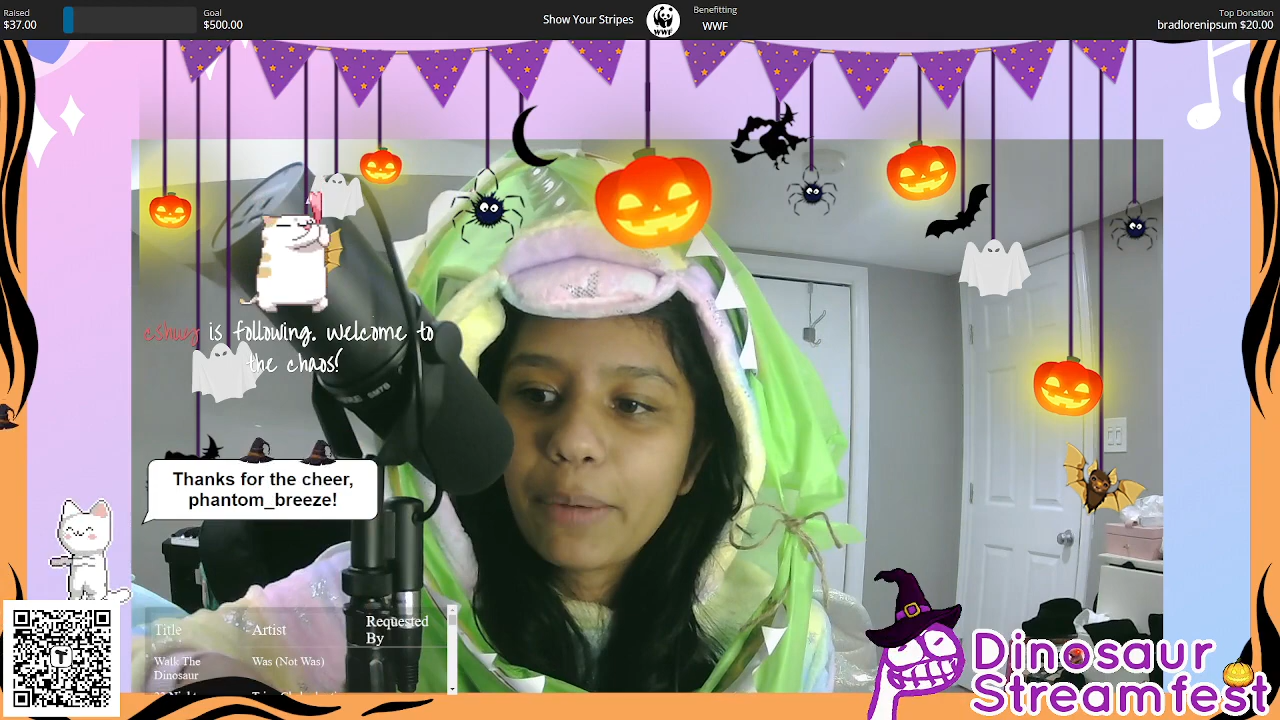 Raised
$37.00
Goal
$500.00
Show Your Stripes
WWF
Benefitting
WWF
Top Donation
bradlorenipsum $20.00
is following. welcome to
the chaos!
Thanks for the cheer,
phantom_breeze!
Title
Artist
Requested
By
Walk The
Dinosaur
Was (Not Was)
Dinosaur
Streamfest